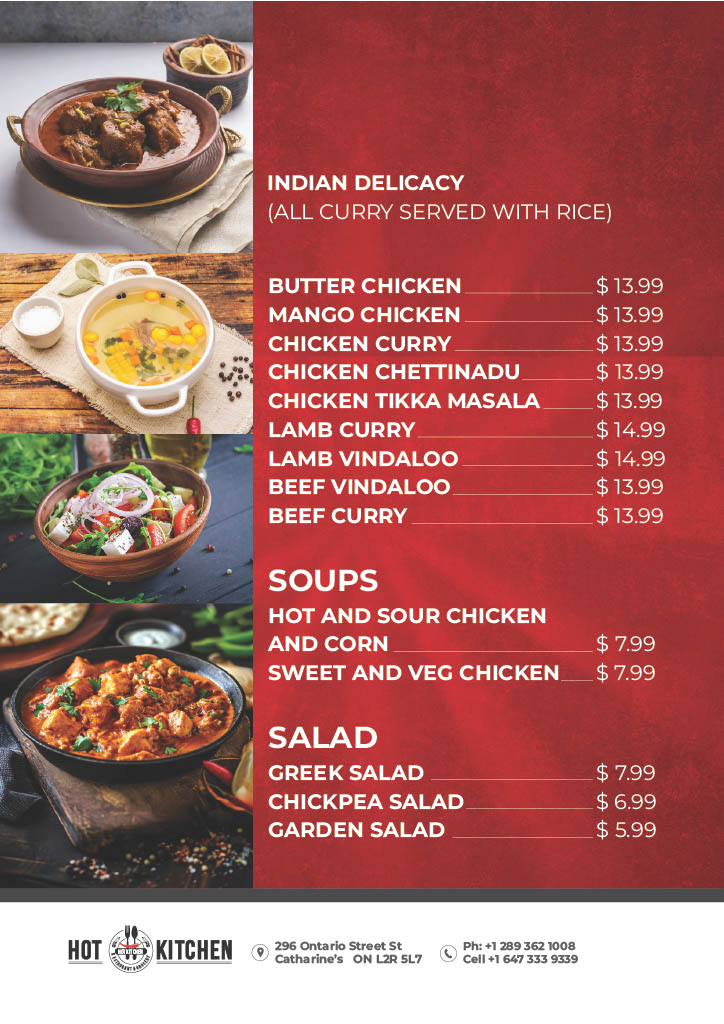 INDIAN DELICACY
(ALL CURRY SERVED WITH RICE)
BUTTER CHICKEN $ 13.99
MANGO CHICKEN $ 13.99
CHICKEN CURRY $ 13.99
CHICKEN CHETTINADU $ 13.99
CHICKEN TIKKA MASALA $ 13.99
LAMB CURRY $ 14.99
LAMB VINDALOO $ 14.99
BEEF VINDALOO $ 13.99
BEEF CURRY $ 13.99
SOUPS
HOT AND SOUR CHICKEN
AND CORN $ 7.99
SWEET AND VEG CHICKEN $ 7.99
SALAD
GREEK SALAD $ 7.99
CHICKPEA SALAD $ 6.99
GARDEN SALAD $ 5.99
HOT KITCHEN
HOT KITCHEN
296 Ontario Street St
Catharine's ON L2R 5L7
Ph: +1 289 362 1008
Cell +1 647 333 9339